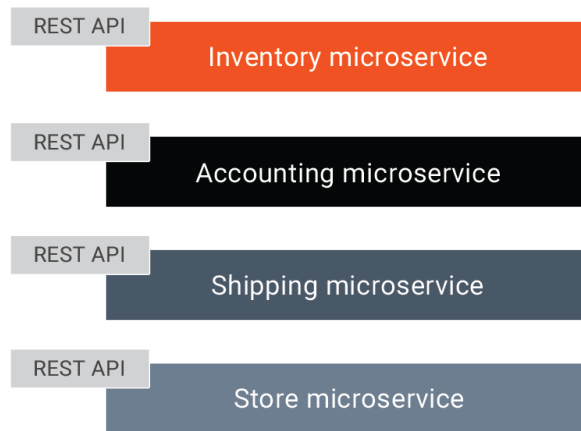 REST API
Inventory microservice
REST API
Accounting microservice
REST API
Shipping microservice
REST API
Store microservice